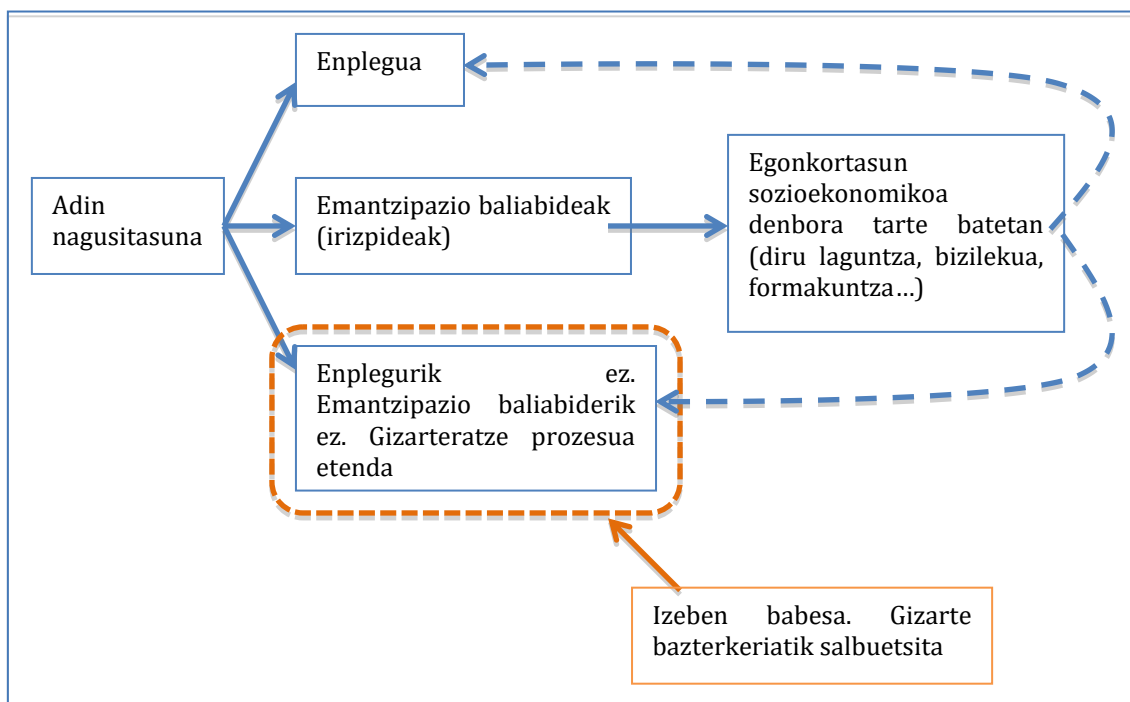 Enplegua
Adin
nagusitasuna
Emantzipazio baliabideak
(irizpideak)
Egonkortasun
sozioekonomikoa
denbora tarte batetan
(diru laguntza, bizilekua,
formakuntza…)
Enplegurik ez.
Emantzipazio baliabiderik
ez. Gizarteratze prozesua
etenda
Izeben babesa. Gizarte
bazterkeriatik salbuetsita